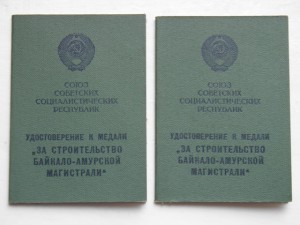 СОЮЗ
СОВЕТСКИХ
СОЦИАЛИСТИЧЕСКИХ
РЕСПУБЛИК
УДОСТОВЕРЕНИЕ К МЕДАЛИ
„ЗА СТРОИТЕЛЬСТВО
БАЙКАЛО-АМУРСКОЙ
МАГИСТРАЛИ“
СОЮЗ
СОВЕТСКИХ
СОЦИАЛИСТИЧЕСКИХ
РЕСПУБЛИК
УДОСТОВЕРЕНИЕ К МЕДАЛИ
„ЗА СТРОИТЕЛЬСТВО
БАЙКАЛО-АМУРСКОЙ
МАГИСТРАЛИ“